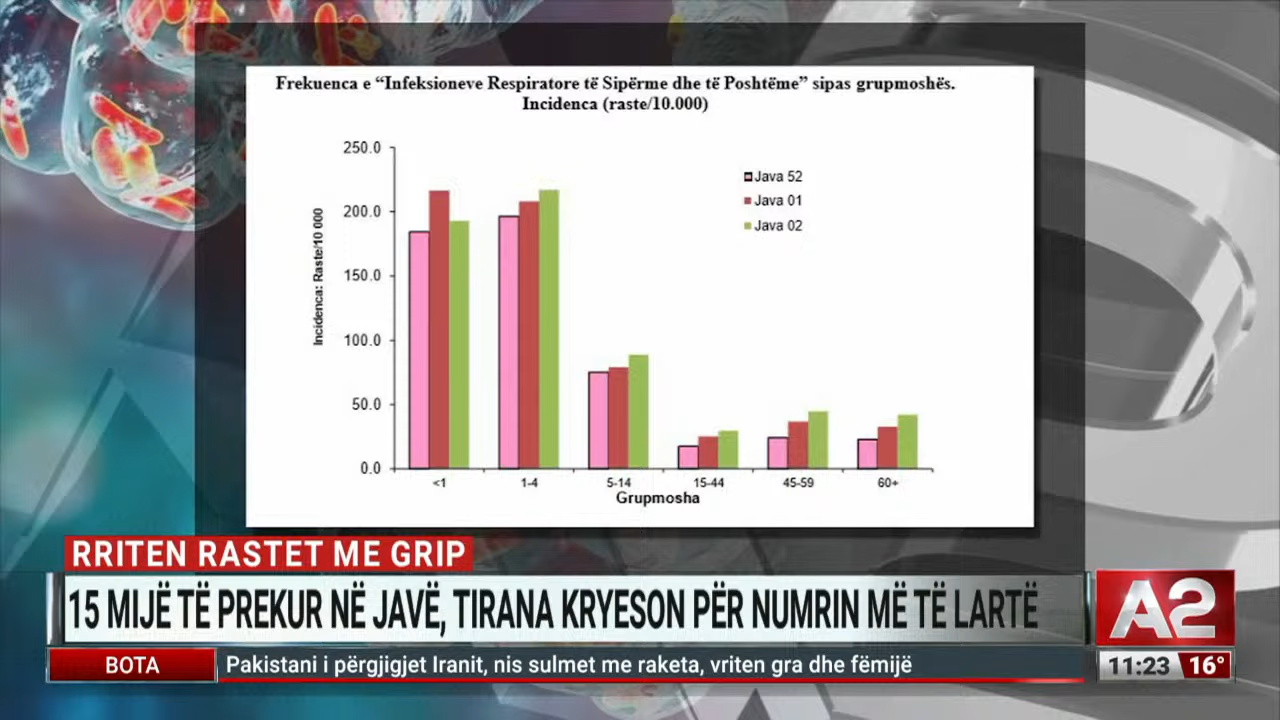 Frekuenca e “Infeksioneve Respiratore të Sipërme dhe të Poshtëme” sipas grupmoshës.
Incidenca (raste/10.000)
250.0
200.0
150.0
100.0
50.0
0.0
Incidenca: Raste/10 000
Java 52
Java 01
Java 02
<1 1-4 5-14 15-44 45-59 60+
Grupmosha
RRITEN RASTET ME GRIP
15 MIJË TË PREKUR NË JAVË, TIRANA KRYESON PËR NUMRIN MË TË LARTË
A2
BOTA Pakistani i përgjigjet Iranit, nis sulmet me raketa, vriten gra dhe fëmijë
11:23 16°